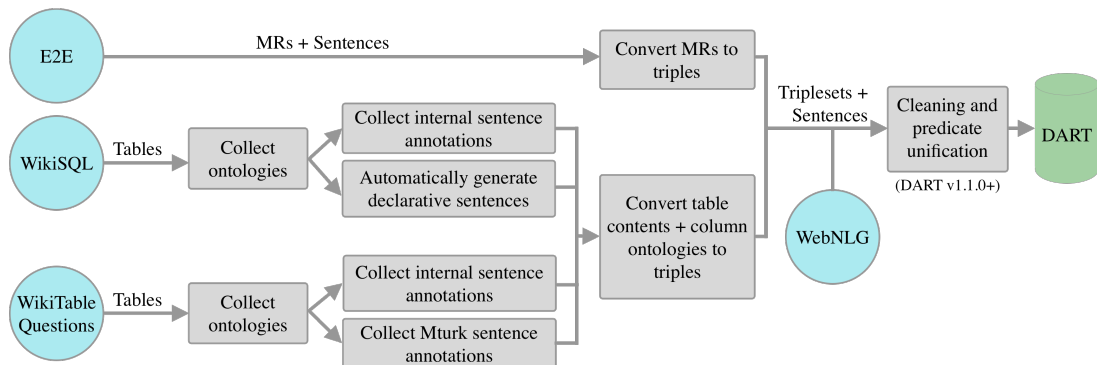 E2E
MRs + Sentences
Convert MRs to
triples
WikiSQL
Tables
Collect
ontologies
Collect internal sentence
annotations
Automatically generate
declarative sentences
WikiTable
Questions
Tables
Collect
ontologies
Collect internal sentence
annotations
Collect Mturk sentence
annotations
Convert table
contents + column
ontologies to
triples
Triplesets +
Sentences
WebNLG
Cleaning and
predicate
unification
(DART v1.1.0+)
DART